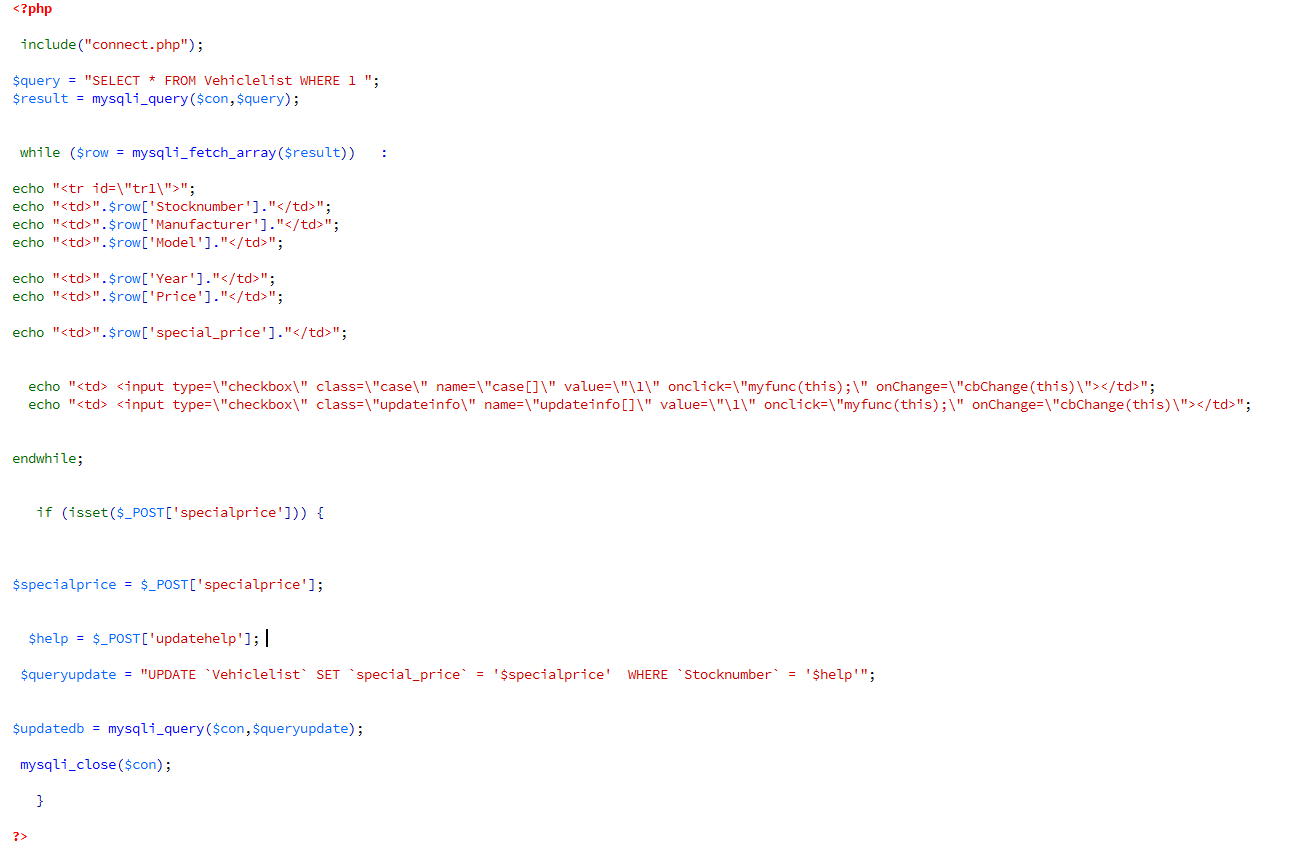 <?php
include("connect.php");
$query = "SELECT * FROM Vehiclelist WHERE 1 ";
$result = mysqli_query($con,$query);
while ($row = mysqli_fetch_array($result))   :
echo "<tr id=\"tr1\">";
echo "<td>".$row['Stocknumber']."</td>";
echo "<td>".$row['Manufacturer']."</td>";
echo "<td>".$row['Model']."</td>";
echo "<td>".$row['Year']."</td>";
echo "<td>".$row['Price']."</td>";
echo "<td>".$row['special_price']."</td>";
echo "<td> <input type=\"checkbox\" class=\"case\" name=\"case[]\" value=\"\1\" onclick=\"myfunc(this);\" onChange=\"cbChange(this)\"></td>";
echo "<td> <input type=\"checkbox\" class=\"updateinfo\" name=\"updateinfo[]\" value=\"\1\" onclick=\"myfunc(this);\" onChange=\"cbChange(this)\"></td>";
endwhile;
if (isset($_POST['specialprice'])) {
$specialprice = $_POST['specialprice'];
$help = $_POST['updatehelp'];
$queryupdate = "UPDATE `Vehiclelist` SET `special_price` = '$specialprice'  WHERE `Stocknumber` = '$help'";
$updatedb = mysqli_query($con,$queryupdate);
mysqli_close($con);
}
?>